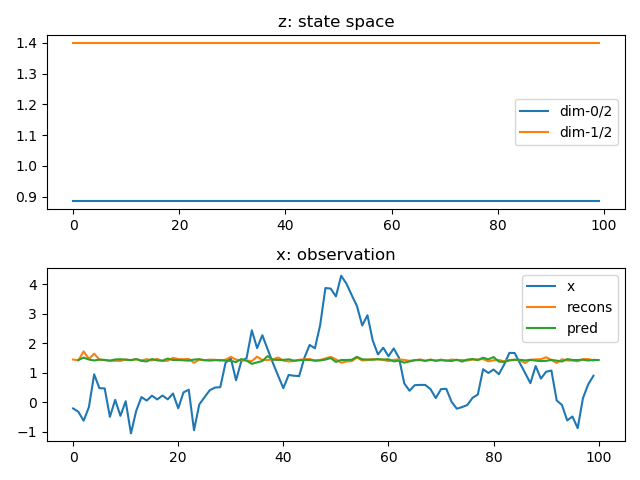 z: state space
1.4
1.3
1.2
1.1
1.0
0.9
dim-0/2
dim-1/2
0 20 40 60 80 100
x: observation
4
3
2
1
0
−1
x
recons
pred
0 20 40 60 80 100